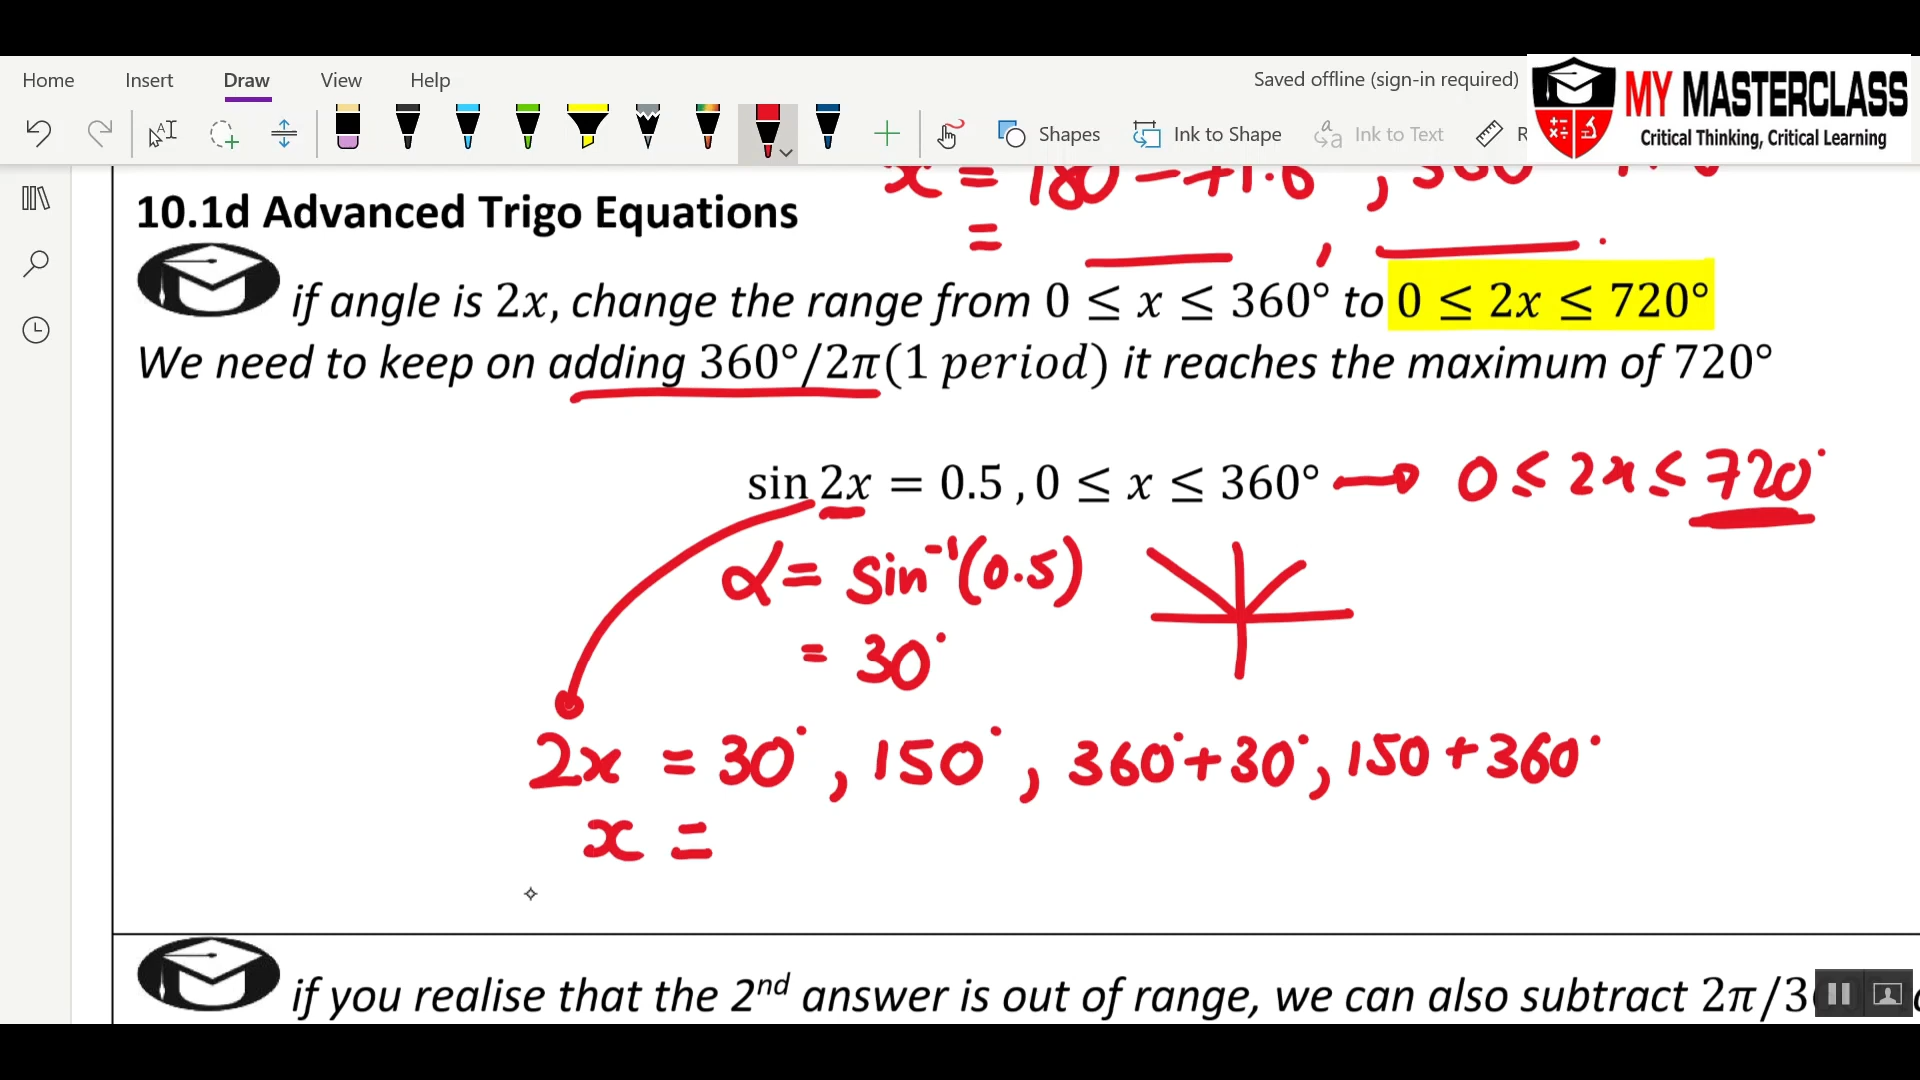 Home Insert Draw View Help Saved offline (sign-in required)
MY MASTERCLASS
Critical Thinking, Critical Learning
Shapes Ink to Shape Ink to Text R
x = 180 - 71.6
=
,
10.1d Advanced Trigo Equations
if angle is 2x, change the range from 0 ≤ x ≤ 360° to 0 ≤ 2x ≤ 720°
We need to keep on adding 360°/2π(1 period) it reaches the maximum of 720°
sin 2x = 0.5 , 0 ≤ x ≤ 360° → 0 ≤ 2x ≤ 720°
α = sin⁻¹(0.5)
= 30°
2x = 30°, 150°, 360°+30°, 150+360°
x =
if you realise that the 2ⁿᵈ answer is out of range, we can also subtract 2π/3